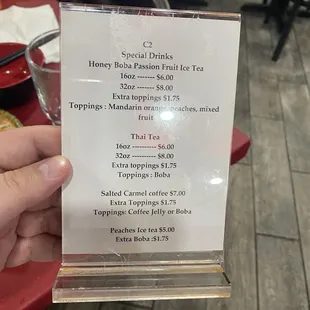 C2
Special Drinks
Honey Boba Passion Fruit Ice Tea
16oz ------- $6.00
32oz ------- $8.00
Extra toppings $1.75
Toppings : Mandarin orange, peaches, mixed
fruit
Thai Tea
16oz ---------- $6.00
32oz ---------- $8.00
Extra toppings $1.75
Toppings : Boba
Salted Carmel coffee $7.00
Extra Toppings $1.75
Toppings: Coffee Jelly or Boba
Peaches Ice tea $5.00
Extra Boba :$1.75